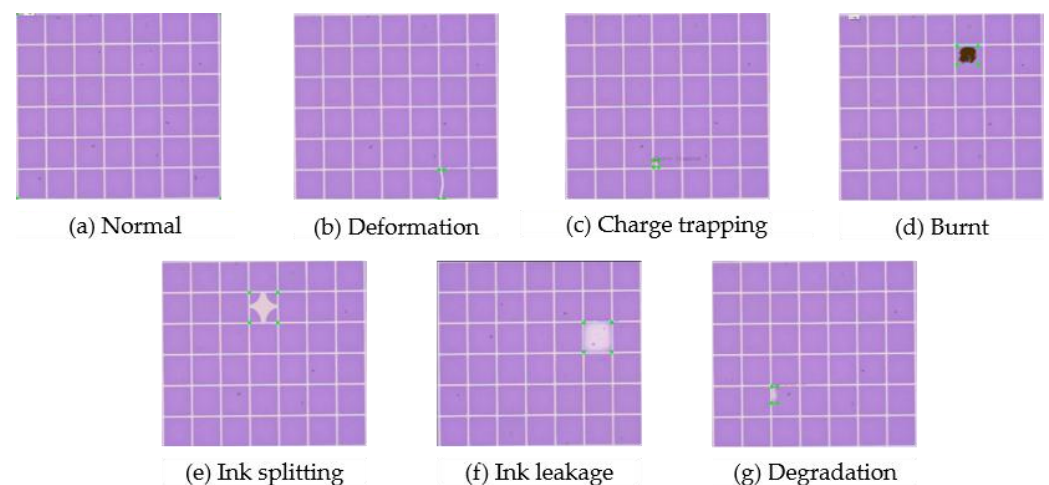 (a) Normal
(b) Deformation
(c) Charge trapping
(d) Burnt
(e) Ink splitting
(f) Ink leakage
(g) Degradation